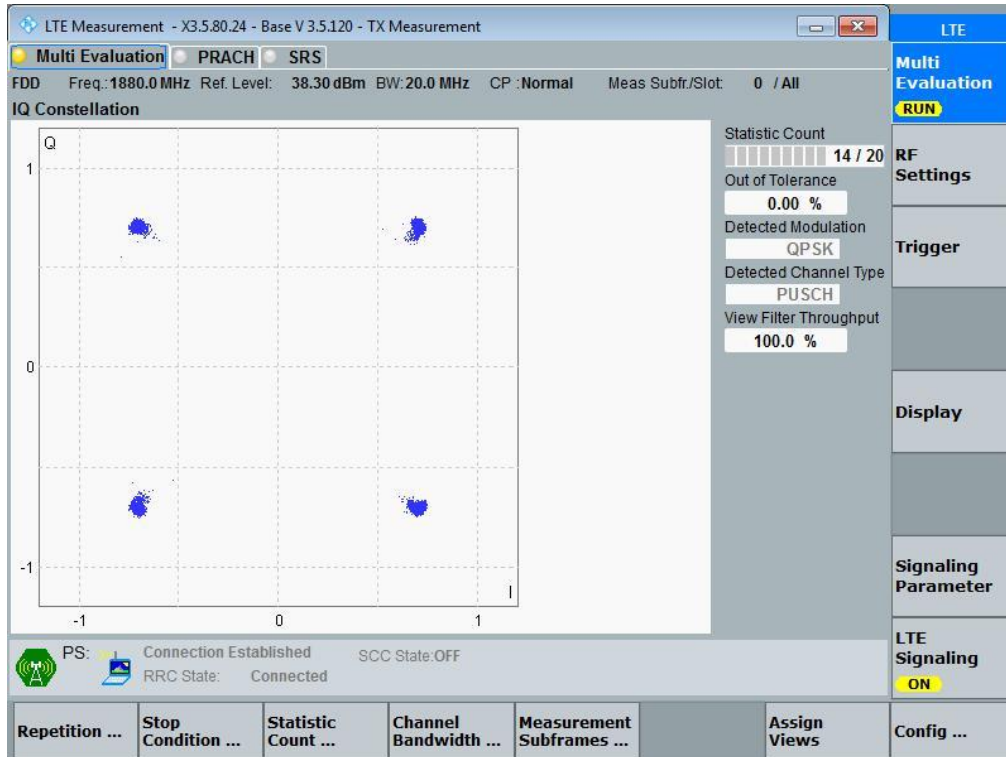 LTE Measurement - X3.5.80.24 - Base V 3.5.120 - TX Measurement
LTE
Multi Evaluation PRACH SRS
Multi
Evaluation
RUN
FDD Freq.:1880.0 MHz Ref. Level: 38.30 dBm BW:20.0 MHz CP :Normal Meas Subfr./Slot: 0 / All
IQ Constellation
Q
1
0
-1
-1 0 1
I
Statistic Count
14 / 20
Out of Tolerance
0.00 %
Detected Modulation
QPSK
Detected Channel Type
PUSCH
View Filter Throughput
100.0 %
RF
Settings
Trigger
Display
Signaling
Parameter
LTE
Signaling
ON
PS: Connection Established SCC State:OFF
RRC State: Connected
Repetition ...
Stop
Condition ...
Statistic
Count ...
Channel
Bandwidth ...
Measurement
Subframes ...
Assign
Views
Config ...